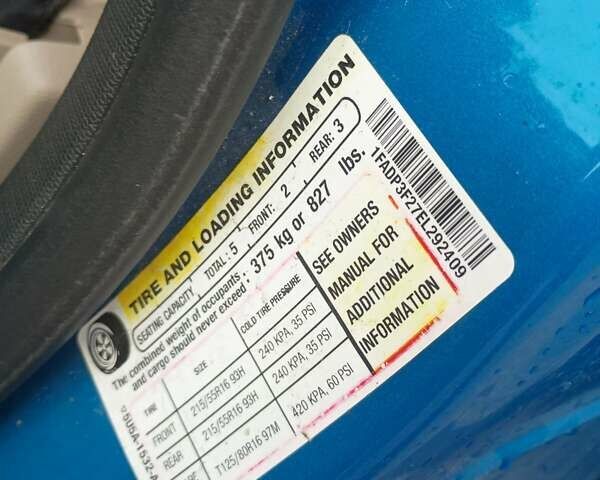 TIRE AND LOADING INFORMATION
SEATING CAPACITY TOTAL: 5 FRONT: 2 REAR: 3
The combined weight of occupants and cargo should never exceed: 375 kg or 827 lbs.
TIRE SIZE COLD TIRE PRESSURE
FRONT 215/55R16 93H 240 KPA, 35 PSI
REAR 215/55R16 93H 240 KPA, 35 PSI
T125/80R16 97M 420 KPA, 60 PSI
SEE OWNERS
MANUAL FOR
ADDITIONAL
INFORMATION
1FADP3F27EL292409
5U5A-1532-A